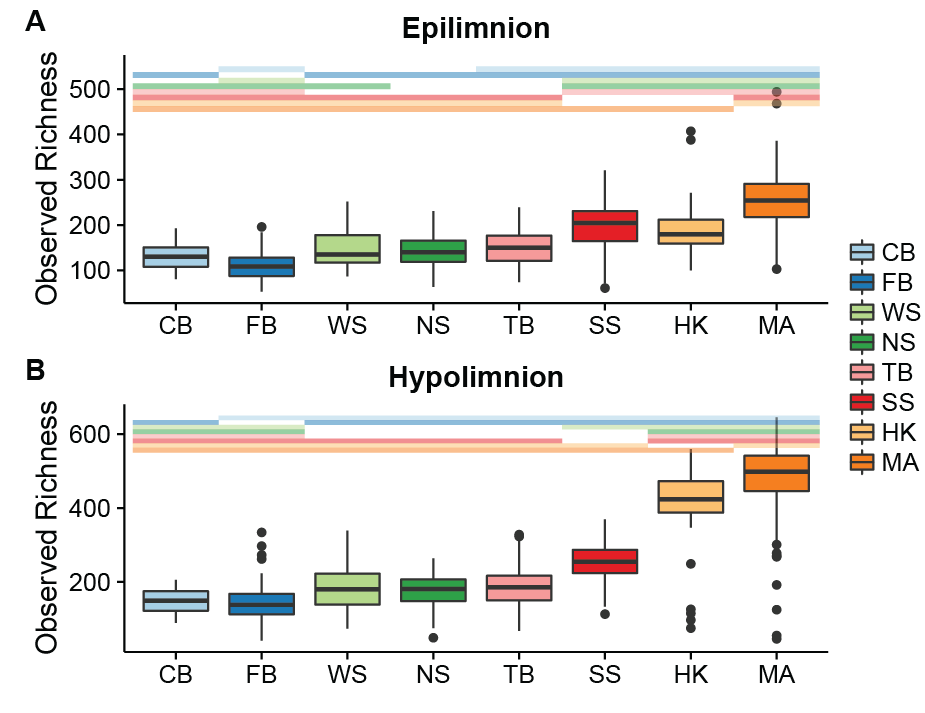 A
Epilimnion
Observed Richness
500
400
300
200
100
CB FB WS NS TB SS HK MA
B
Hypolimnion
Observed Richness
600
400
200
CB FB WS NS TB SS HK MA
CB
FB
WS
NS
TB
SS
HK
MA